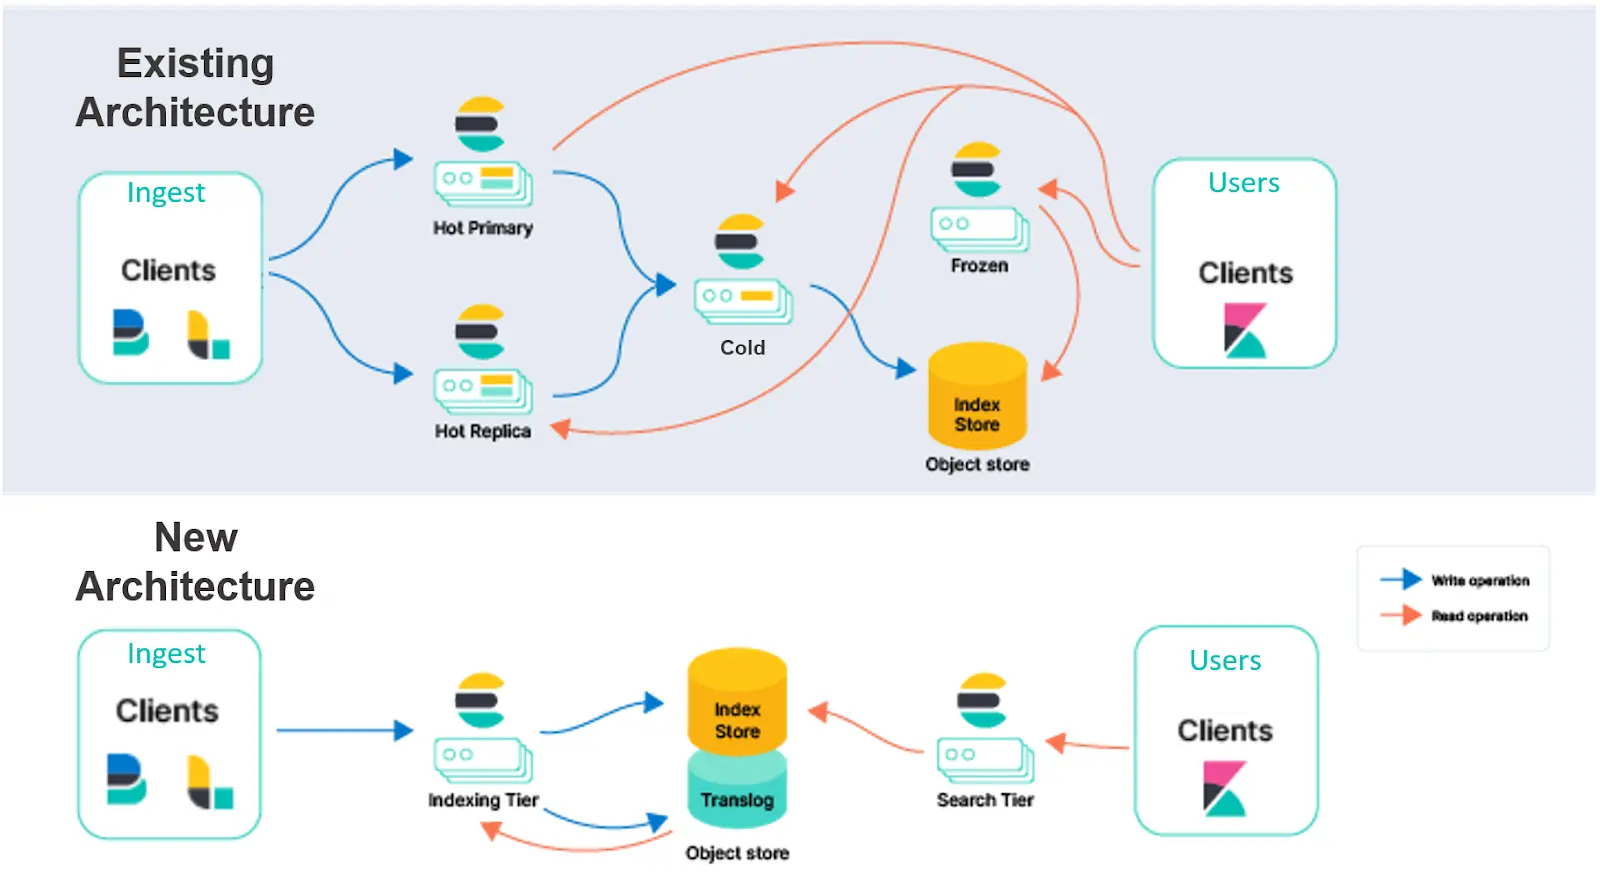 Existing
Architecture
Ingest
Clients
Hot Primary
Hot Replica
Cold
Frozen
Index
Store
Object store
Users
Clients
New
Architecture
Ingest
Clients
Indexing Tier
Index
Store
Translog
Object store
Search Tier
Users
Clients
Write operation
Read operation